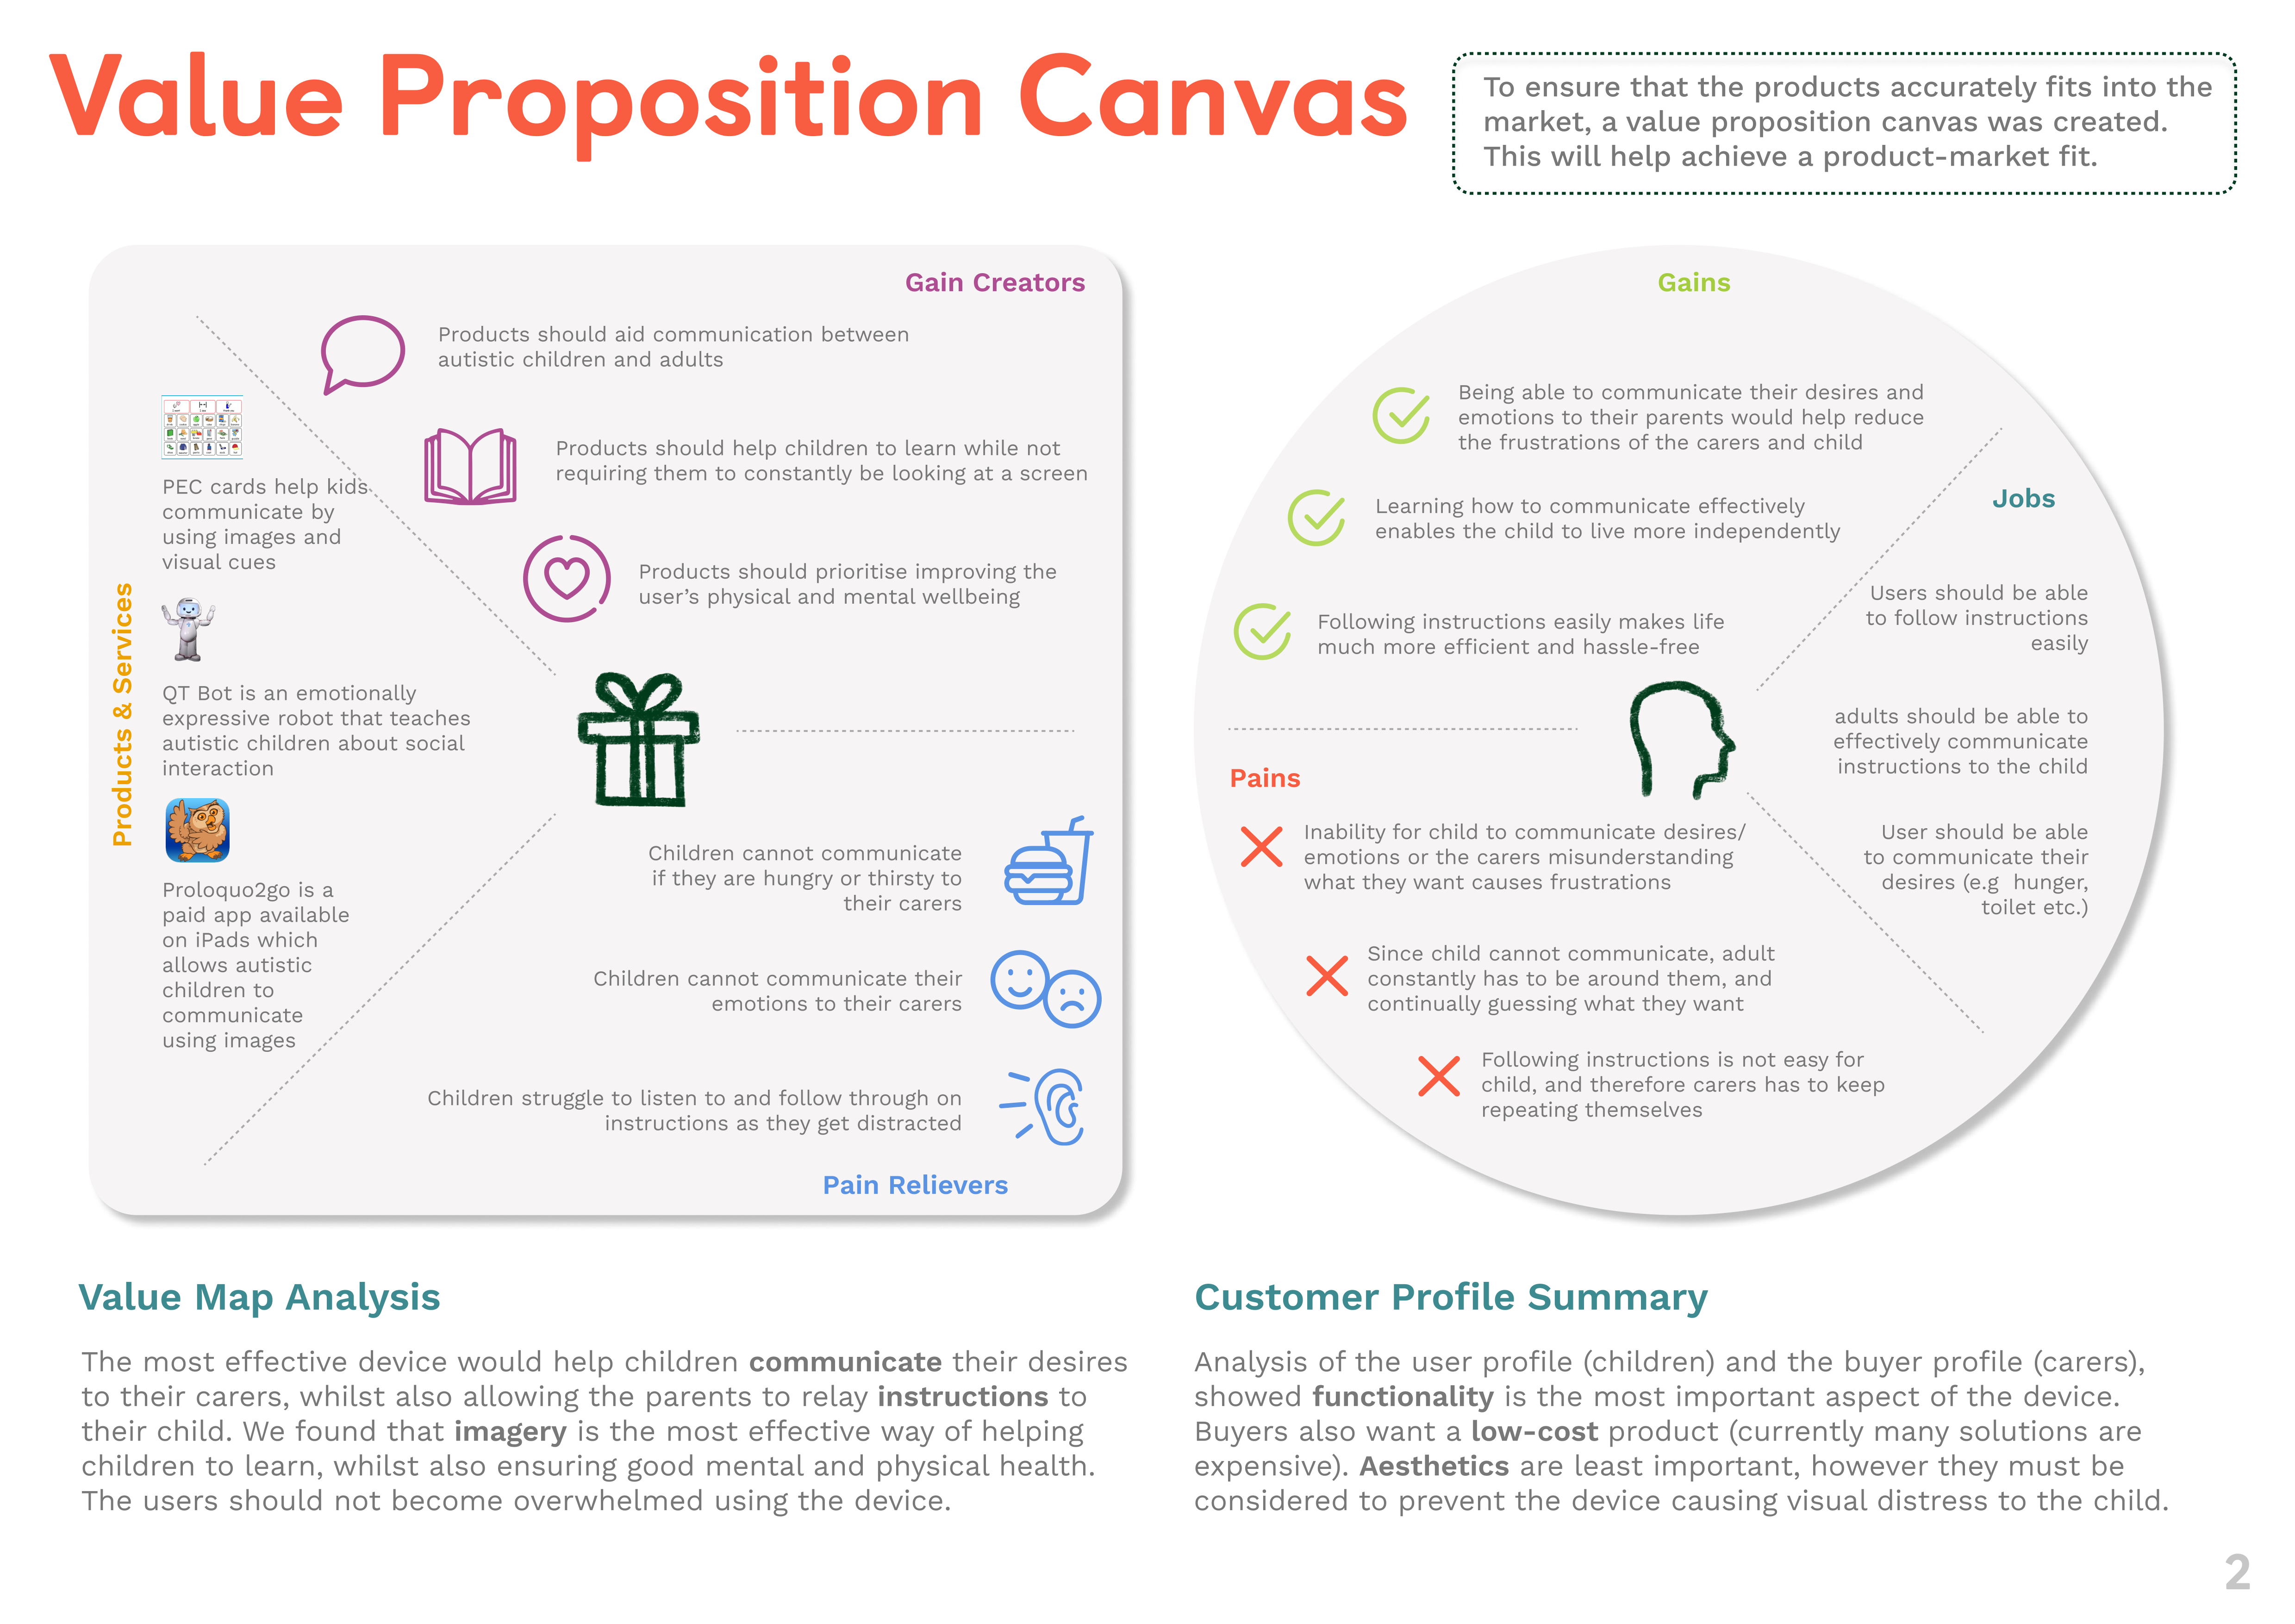 Value Proposition Canvas
To ensure that the products accurately fits into the
market, a value proposition canvas was created.
This will help achieve a product-market fit.
Gain Creators
Products should aid communication between
autistic children and adults
Products should help children to learn while not
requiring them to constantly be looking at a screen
Products should prioritise improving the
user's physical and mental wellbeing
Products & Services
PEC cards help kids
communicate by
using images and
visual cues
QT Bot is an emotionally
expressive robot that teaches
autistic children about social
interaction
Proloquo2go is a
paid app available
on iPads which
allows autistic
children to
communicate
using images
Children cannot communicate
if they are hungry or thirsty to
their carers
Children cannot communicate their
emotions to their carers
Children struggle to listen to and follow through on
instructions as they get distracted
Pain Relievers
Gains
Being able to communicate their desires and
emotions to their parents would help reduce
the frustrations of the carers and child
Learning how to communicate effectively
enables the child to live more independently
Following instructions easily makes life
much more efficient and hassle-free
Jobs
Users should be able
to follow instructions
easily
adults should be able to
effectively communicate
instructions to the child
User should be able
to communicate their
desires (e.g  hunger,
toilet etc.)
Pains
Inability for child to communicate desires/
emotions or the carers misunderstanding
what they want causes frustrations
Since child cannot communicate, adult
constantly has to be around them, and
continually guessing what they want
Following instructions is not easy for
child, and therefore carers has to keep
repeating themselves
Value Map Analysis
The most effective device would help children communicate their desires
to their carers, whilst also allowing the parents to relay instructions to
their child. We found that imagery is the most effective way of helping
children to learn, whilst also ensuring good mental and physical health.
The users should not become overwhelmed using the device.
Customer Profile Summary
Analysis of the user profile (children) and the buyer profile (carers),
showed functionality is the most important aspect of the device.
Buyers also want a low-cost product (currently many solutions are
expensive). Aesthetics are least important, however they must be
considered to prevent the device causing visual distress to the child.
2